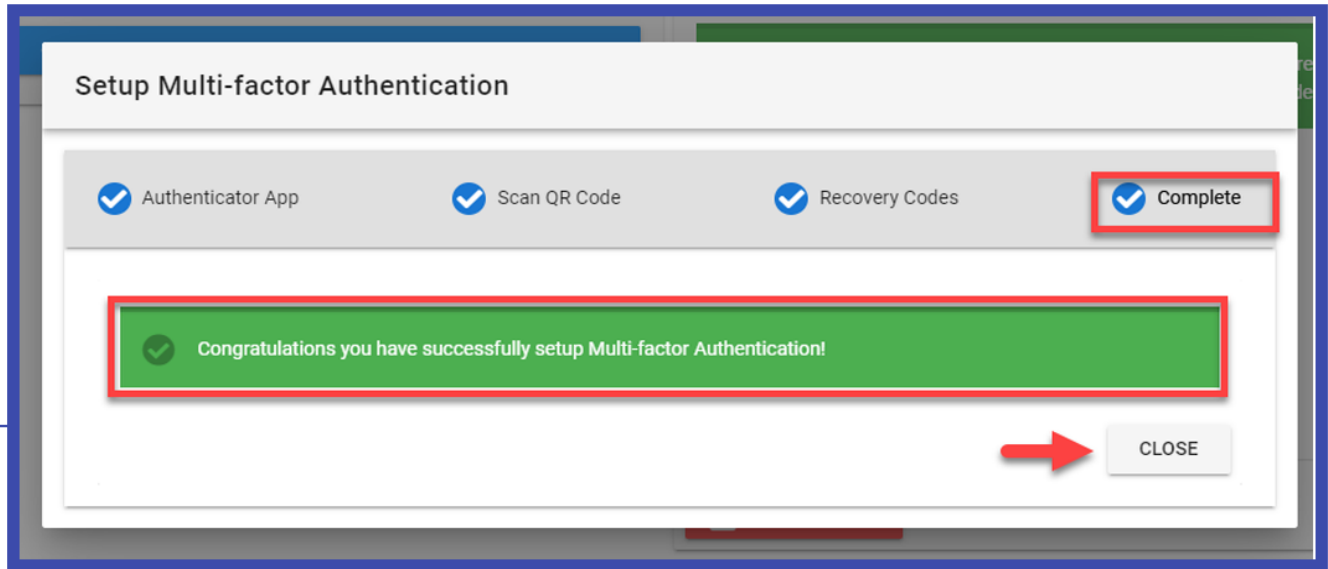 Setup Multi-factor Authentication
Authenticator App
Scan QR Code
Recovery Codes
Complete
Congratulations you have successfully setup Multi-factor Authentication!
CLOSE